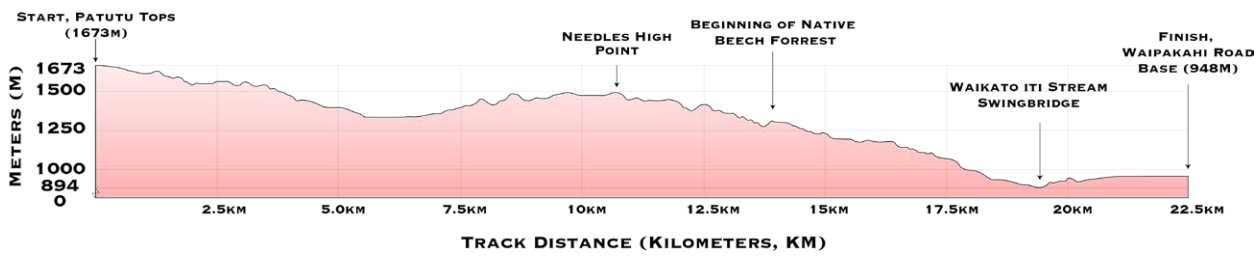 Start, Patutu Tops
(1673m)
Needles High
Point
Beginning of Native
Beech Forrest
Waikato iti Stream
Swingbridge
Finish,
Waipakahi Road
Base (948m)
Meters (M)
1673
1500
1250
1000
894
0
2.5km
5.0km
7.5km
10km
12.5km
15km
17.5km
20km
22.5km
Track Distance (Kilometers, KM)